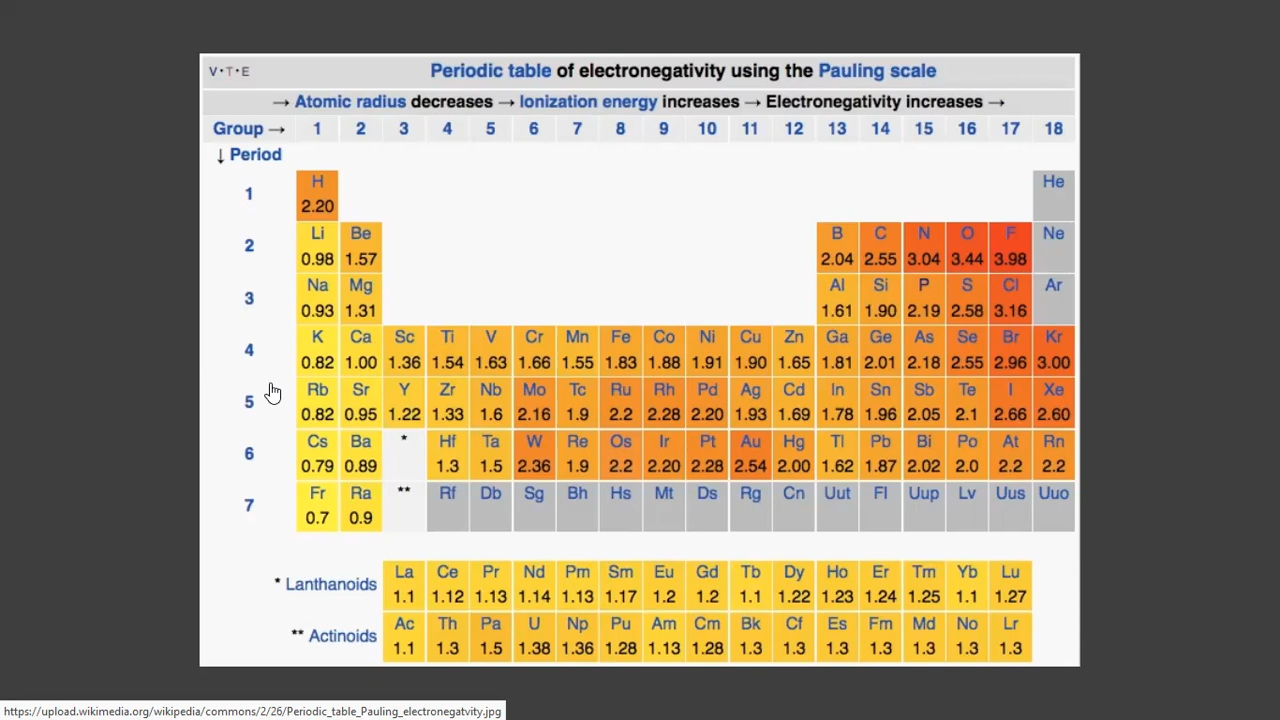 V·T·E Periodic table of electronegativity using the Pauling scale
→ Atomic radius decreases → Ionization energy increases → Electronegativity increases →
Group → 1 2 3 4 5 6 7 8 9 10 11 12 13 14 15 16 17 18
↓ Period
1 H He
2.20
2 Li Be B C N O F Ne
0.98 1.57 2.04 2.55 3.04 3.44 3.98
3 Na Mg Al Si P S Cl Ar
0.93 1.31 1.61 1.90 2.19 2.58 3.16
4 K Ca Sc Ti V Cr Mn Fe Co Ni Cu Zn Ga Ge As Se Br Kr
0.82 1.00 1.36 1.54 1.63 1.66 1.55 1.83 1.88 1.91 1.90 1.65 1.81 2.01 2.18 2.55 2.96 3.00
5 Rb Sr Y Zr Nb Mo Tc Ru Rh Pd Ag Cd In Sn Sb Te I Xe
0.82 0.95 1.22 1.33 1.6 2.16 1.9 2.2 2.28 2.20 1.93 1.69 1.78 1.96 2.05 2.1 2.66 2.60
6 Cs Ba * Hf Ta W Re Os Ir Pt Au Hg Tl Pb Bi Po At Rn
0.79 0.89 1.3 1.5 2.36 1.9 2.2 2.20 2.28 2.54 2.00 1.62 1.87 2.02 2.0 2.2 2.2
7 Fr Ra ** Rf Db Sg Bh Hs Mt Ds Rg Cn Uut Fl Uup Lv Uus Uuo
0.7 0.9
* Lanthanoids La Ce Pr Nd Pm Sm Eu Gd Tb Dy Ho Er Tm Yb Lu
1.1 1.12 1.13 1.14 1.13 1.17 1.2 1.2 1.1 1.22 1.23 1.24 1.25 1.1 1.27
** Actinoids Ac Th Pa U Np Pu Am Cm Bk Cf Es Fm Md No Lr
1.1 1.3 1.5 1.38 1.36 1.28 1.13 1.28 1.3 1.3 1.3 1.3 1.3 1.3 1.3
https://upload.wikimedia.org/wikipedia/commons/2/26/Periodic_table_Pauling_electronegatvity.jpg